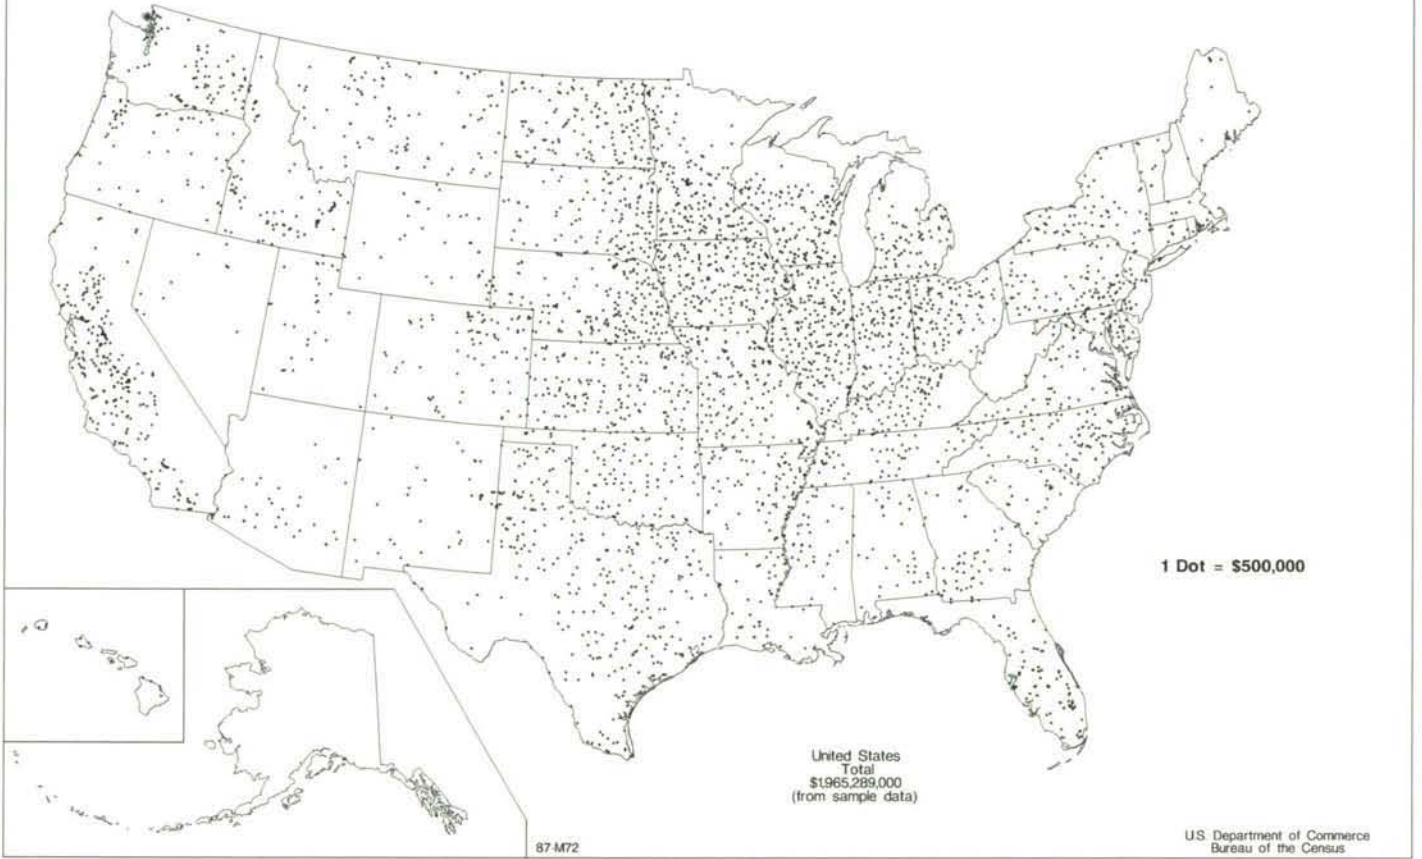 1 Dot = $500,000
United States
Total
$1,965,289,000
(from sample data)
87-M72
U.S. Department of Commerce
Bureau of the Census